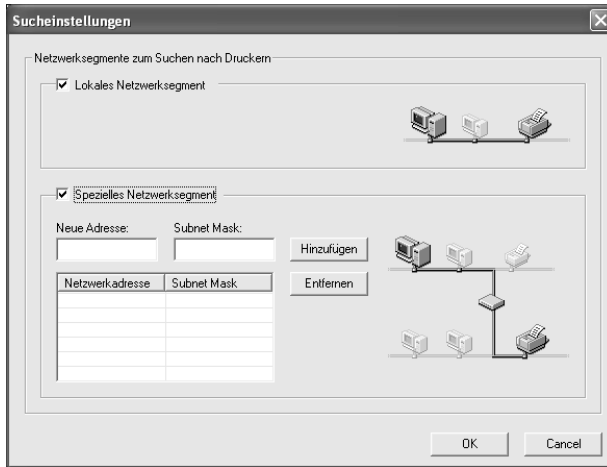 Sucheinstellungen
Netzwerksegmente zum Suchen nach Druckern
Lokales Netzwerksegment
Spezielles Netzwerksegment
Neue Adresse: Subnet Mask:
Hinzufügen
Netzwerkadresse Subnet Mask Entfernen
OK Cancel